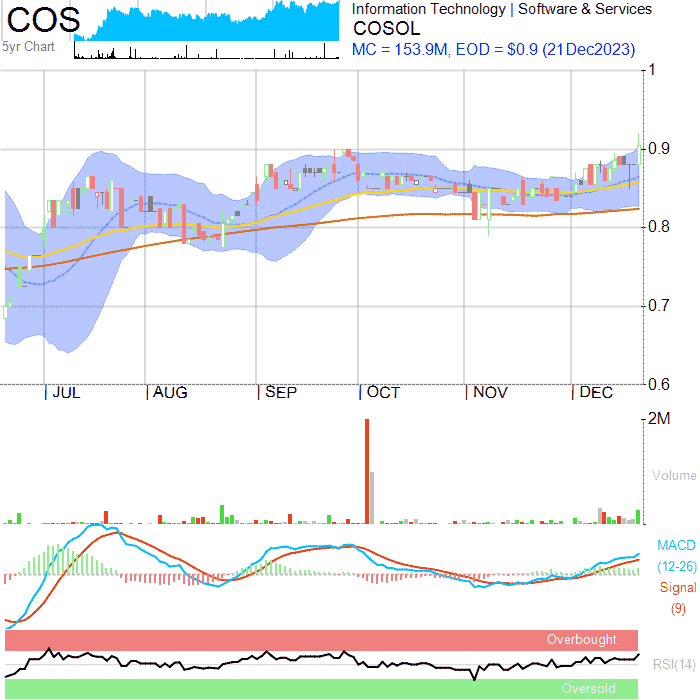 COS
5yr Chart
Information Technology | Software & Services
COSOL
MC = 153.9M, EOD = $0.9 (21Dec2023)
1
0.9
0.8
0.7
0.6
JUL AUG SEP OCT NOV DEC
2M
Volume
MACD
(12-26)
Signal
(9)
Overbought
RSI(14)
Oversold